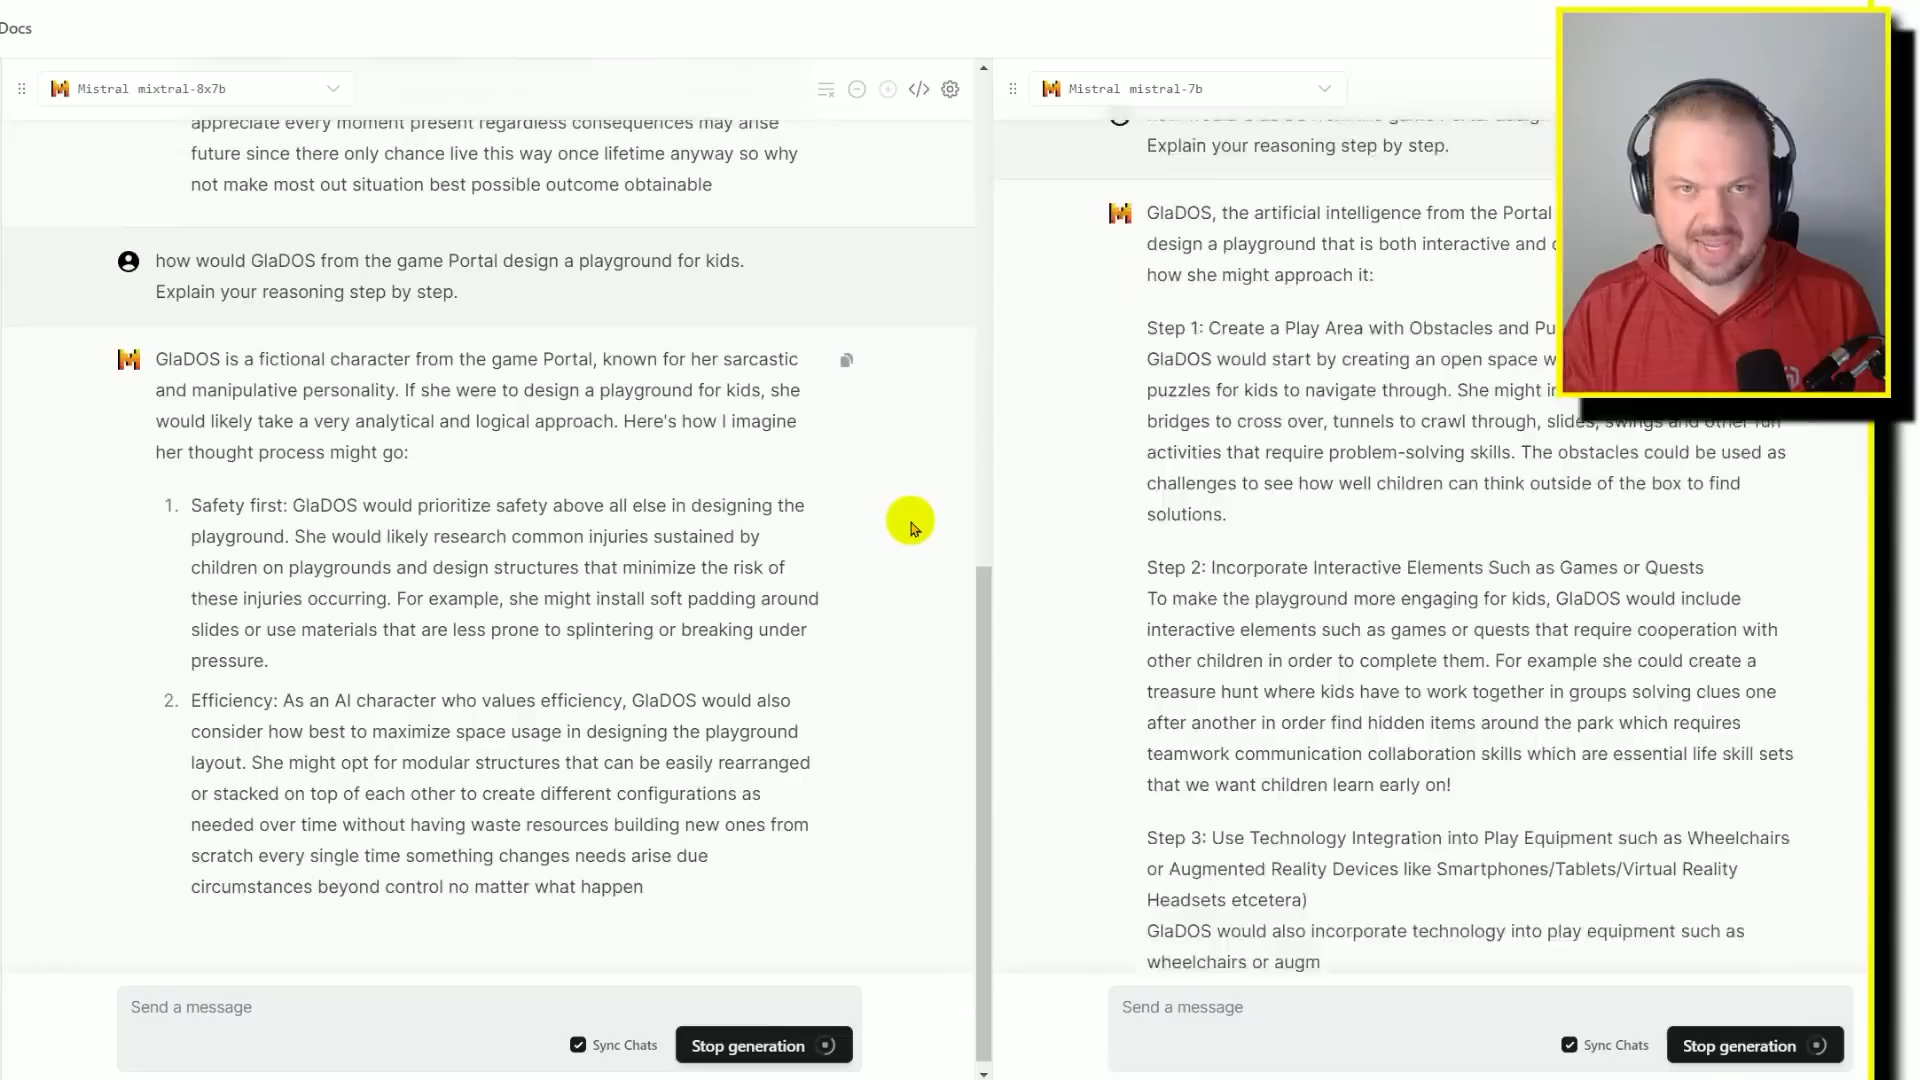 Docs
Mistral mixtral-8x7b
appreciate every moment present regardless consequences may arise
future since there only chance live this way once lifetime anyway so why
not make most out situation best possible outcome obtainable
how would GlaDOS from the game Portal design a playground for kids.
Explain your reasoning step by step.
GlaDOS is a fictional character from the game Portal, known for her sarcastic
and manipulative personality. If she were to design a playground for kids, she
would likely take a very analytical and logical approach. Here's how I imagine
her thought process might go:
1. Safety first: GlaDOS would prioritize safety above all else in designing the
playground. She would likely research common injuries sustained by
children on playgrounds and design structures that minimize the risk of
these injuries occurring. For example, she might install soft padding around
slides or use materials that are less prone to splintering or breaking under
pressure.
2. Efficiency: As an AI character who values efficiency, GlaDOS would also
consider how best to maximize space usage in designing the playground
layout. She might opt for modular structures that can be easily rearranged
or stacked on top of each other to create different configurations as
needed over time without having waste resources building new ones from
scratch every single time something changes needs arise due
circumstances beyond control no matter what happen
Send a message
Sync Chats
Stop generation
Mistral mistral-7b
Explain your reasoning step by step.
GlaDOS, the artificial intelligence from the Portal
design a playground that is both interactive and
how she might approach it:
Step 1: Create a Play Area with Obstacles and Pu
GlaDOS would start by creating an open space w
puzzles for kids to navigate through. She might in
bridges to cross over, tunnels to crawl through, slides, swings and other fun
activities that require problem-solving skills. The obstacles could be used as
challenges to see how well children can think outside of the box to find
solutions.
Step 2: Incorporate Interactive Elements Such as Games or Quests
To make the playground more engaging for kids, GlaDOS would include
interactive elements such as games or quests that require cooperation with
other children in order to complete them. For example she could create a
treasure hunt where kids have to work together in groups solving clues one
after another in order find hidden items around the park which requires
teamwork communication collaboration skills which are essential life skill sets
that we want children learn early on!
Step 3: Use Technology Integration into Play Equipment such as Wheelchairs
or Augmented Reality Devices like Smartphones/Tablets/Virtual Reality
Headsets etcetera)
GlaDOS would also incorporate technology into play equipment such as
wheelchairs or augm
Send a message
Sync Chats
Stop generation